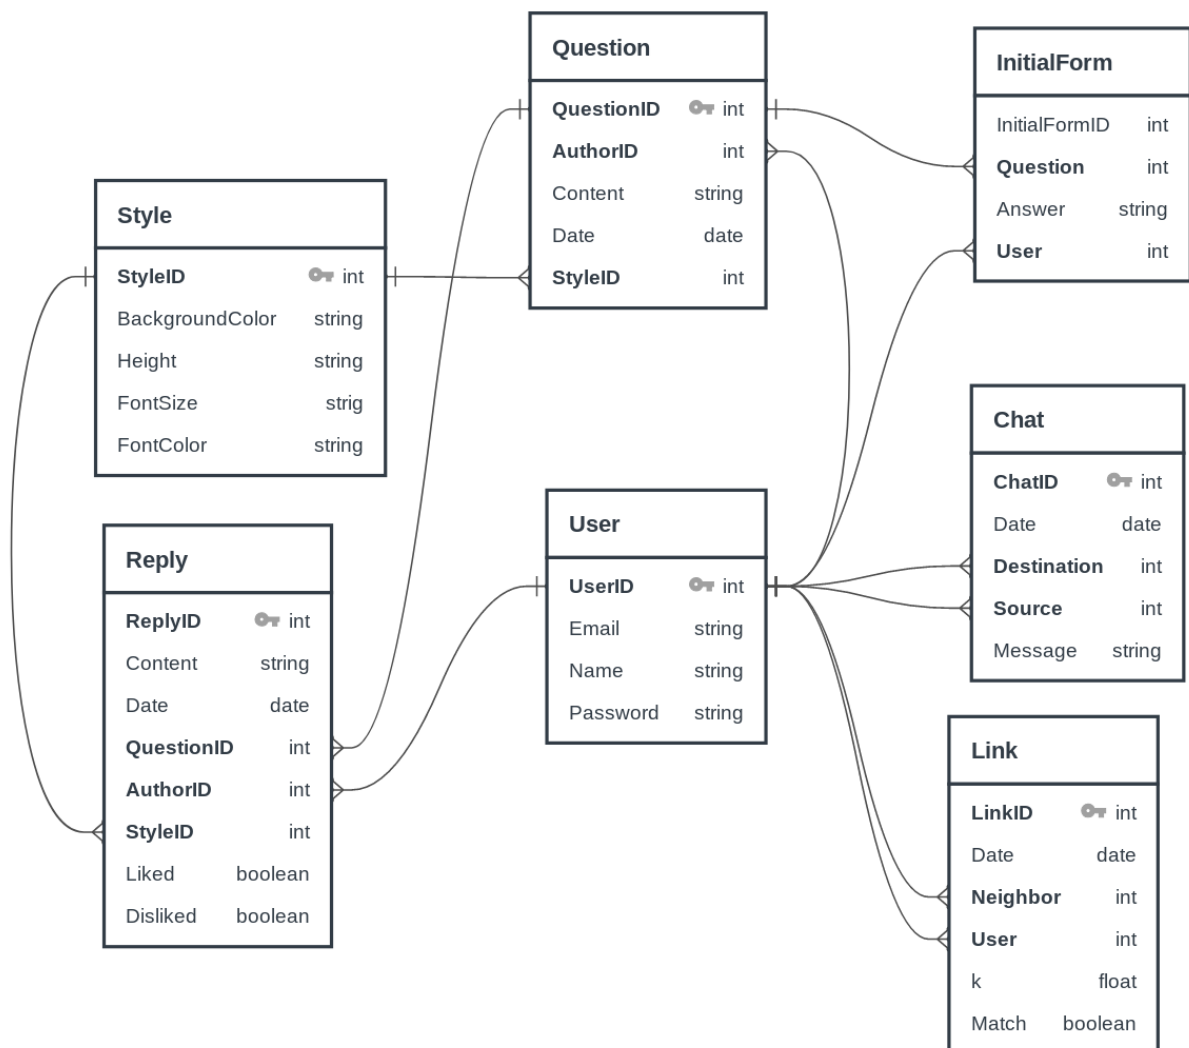 Question
QuestionID int
AuthorID int
Content string
Date date
StyleID int
InitialForm
InitialFormID int
Question int
Answer string
User int
Style
StyleID int
BackgroundColor string
Height string
FontSize strig
FontColor string
Chat
ChatID int
Date date
Destination int
Source int
Message string
User
UserID int
Email string
Name string
Password string
Reply
ReplyID int
Content string
Date date
QuestionID int
AuthorID int
StyleID int
Liked boolean
Disliked boolean
Link
LinkID int
Date date
Neighbor int
User int
k float
Match boolean